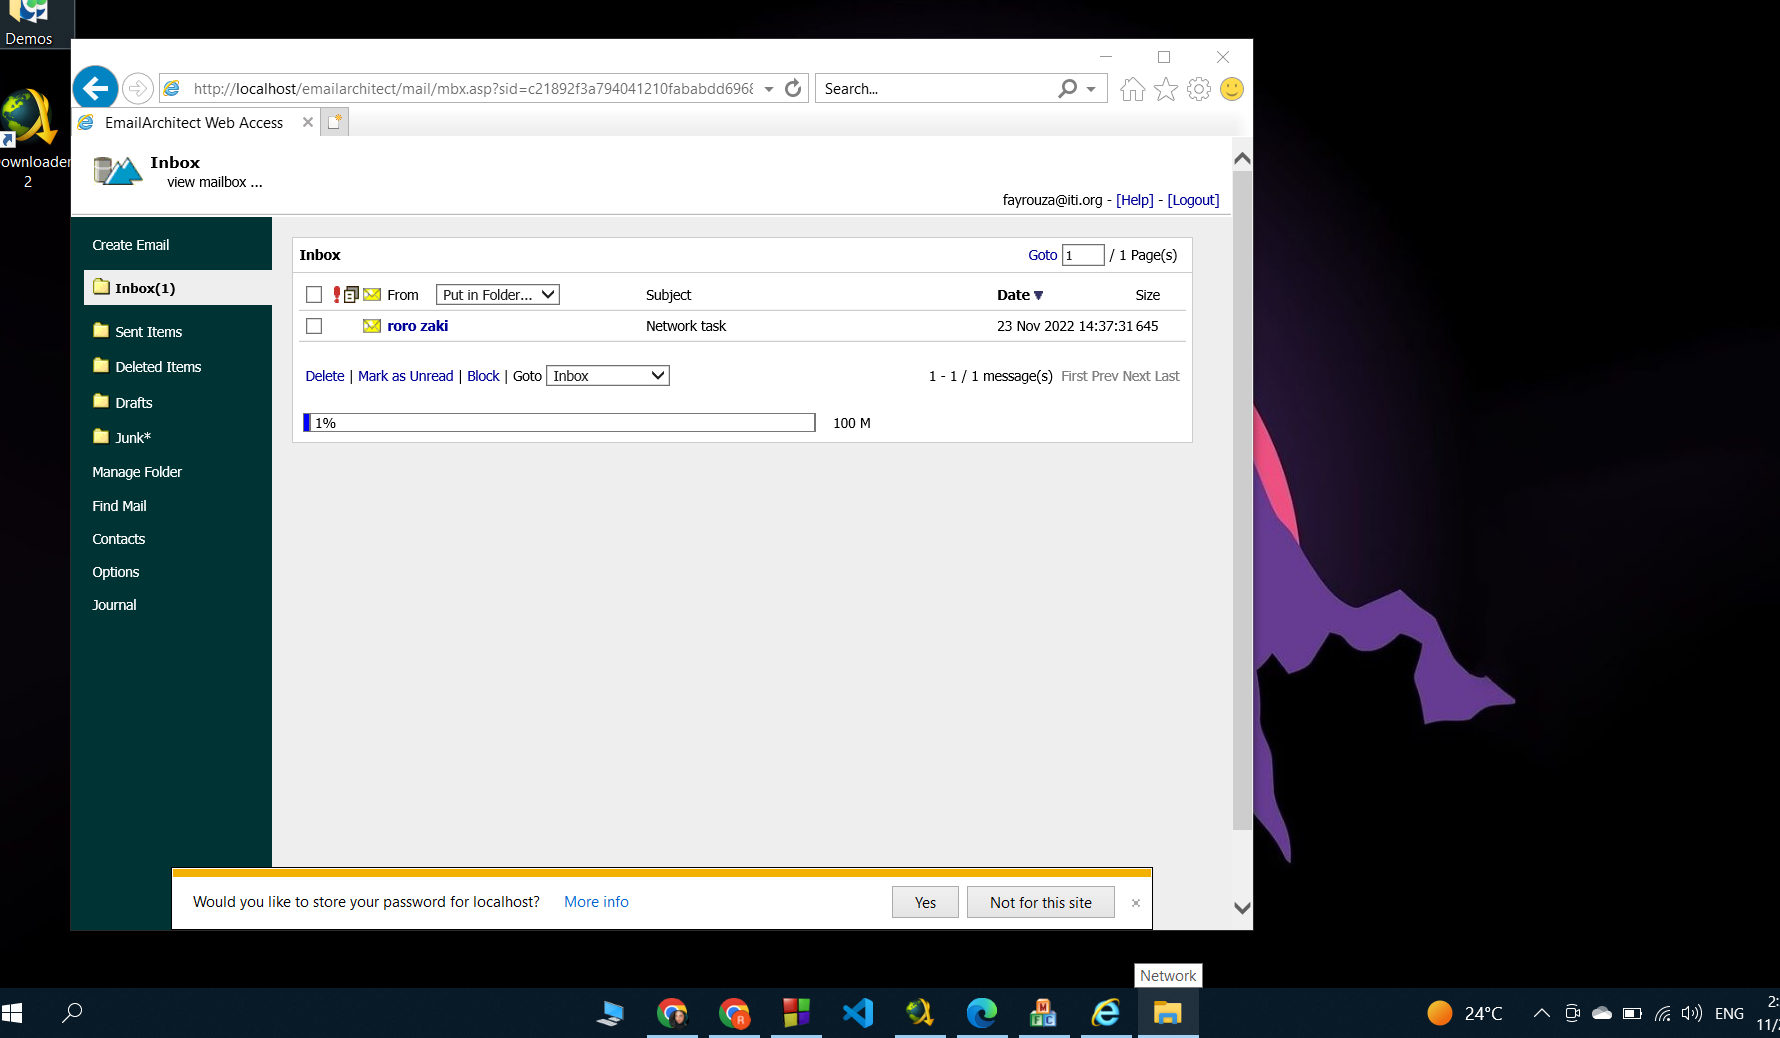 Demos
ownloader
2
http://localhost/emailarchitect/mail/mbx.asp?sid=c21892f3a794041210fababdd696
Search...
EmailArchitect Web Access
Inbox
view mailbox ...
fayrouza@iti.org - [Help] - [Logout]
Create Email
Inbox(1)
Sent Items
Deleted Items
Drafts
Junk*
Manage Folder
Find Mail
Contacts
Options
Journal
Inbox
Goto 1 / 1 Page(s)
From Put in Folder... Subject Date Size
roro zaki Network task 23 Nov 2022 14:37:31 645
Delete | Mark as Unread | Block | Goto Inbox 1 - 1 / 1 message(s) First Prev Next Last
1% 100 M
Would you like to store your password for localhost? More info Yes Not for this site
Network
R
M
F C
24°C
ENG
2:
11/